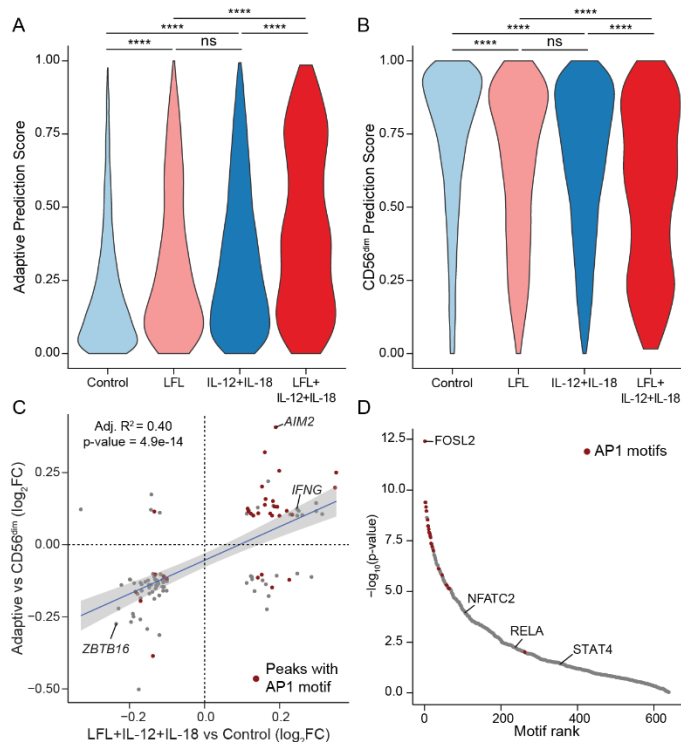 A
****
****
****
****
ns
Adaptive Prediction Score
1.00
0.75
0.50
0.25
0.00
Control
LFL
IL-12+IL-18
LFL+
IL-12+IL-18
B
****
****
****
****
ns
CD56dim Prediction Score
1.00
0.75
0.50
0.25
0.00
Control
LFL
IL-12+IL-18
LFL+
IL-12+IL-18
C
Adj. R2 = 0.40
p-value = 4.9e-14
AIM2
IFNG
ZBTB16
Peaks with
AP1 motif
Adaptive vs CD56dim (log2FC)
0.25
0.00
−0.25
−0.50
−0.2
0.0
0.2
LFL+IL-12+IL-18 vs Control (log2FC)
D
FOSL2
AP1 motifs
NFATC2
RELA
STAT4
−log10(p-value)
12.5
10.0
7.5
5.0
2.5
0.0
0
200
400
600
Motif rank